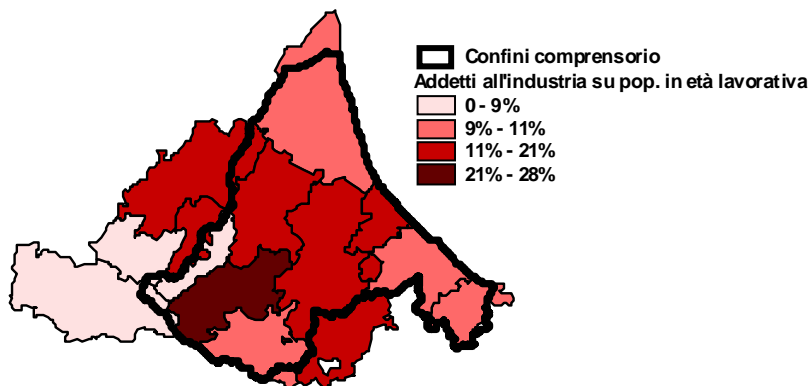 Confini comprensorio
Addetti all'industria su pop. in età lavorativa
0 - 9%
9% - 11%
11% - 21%
21% - 28%